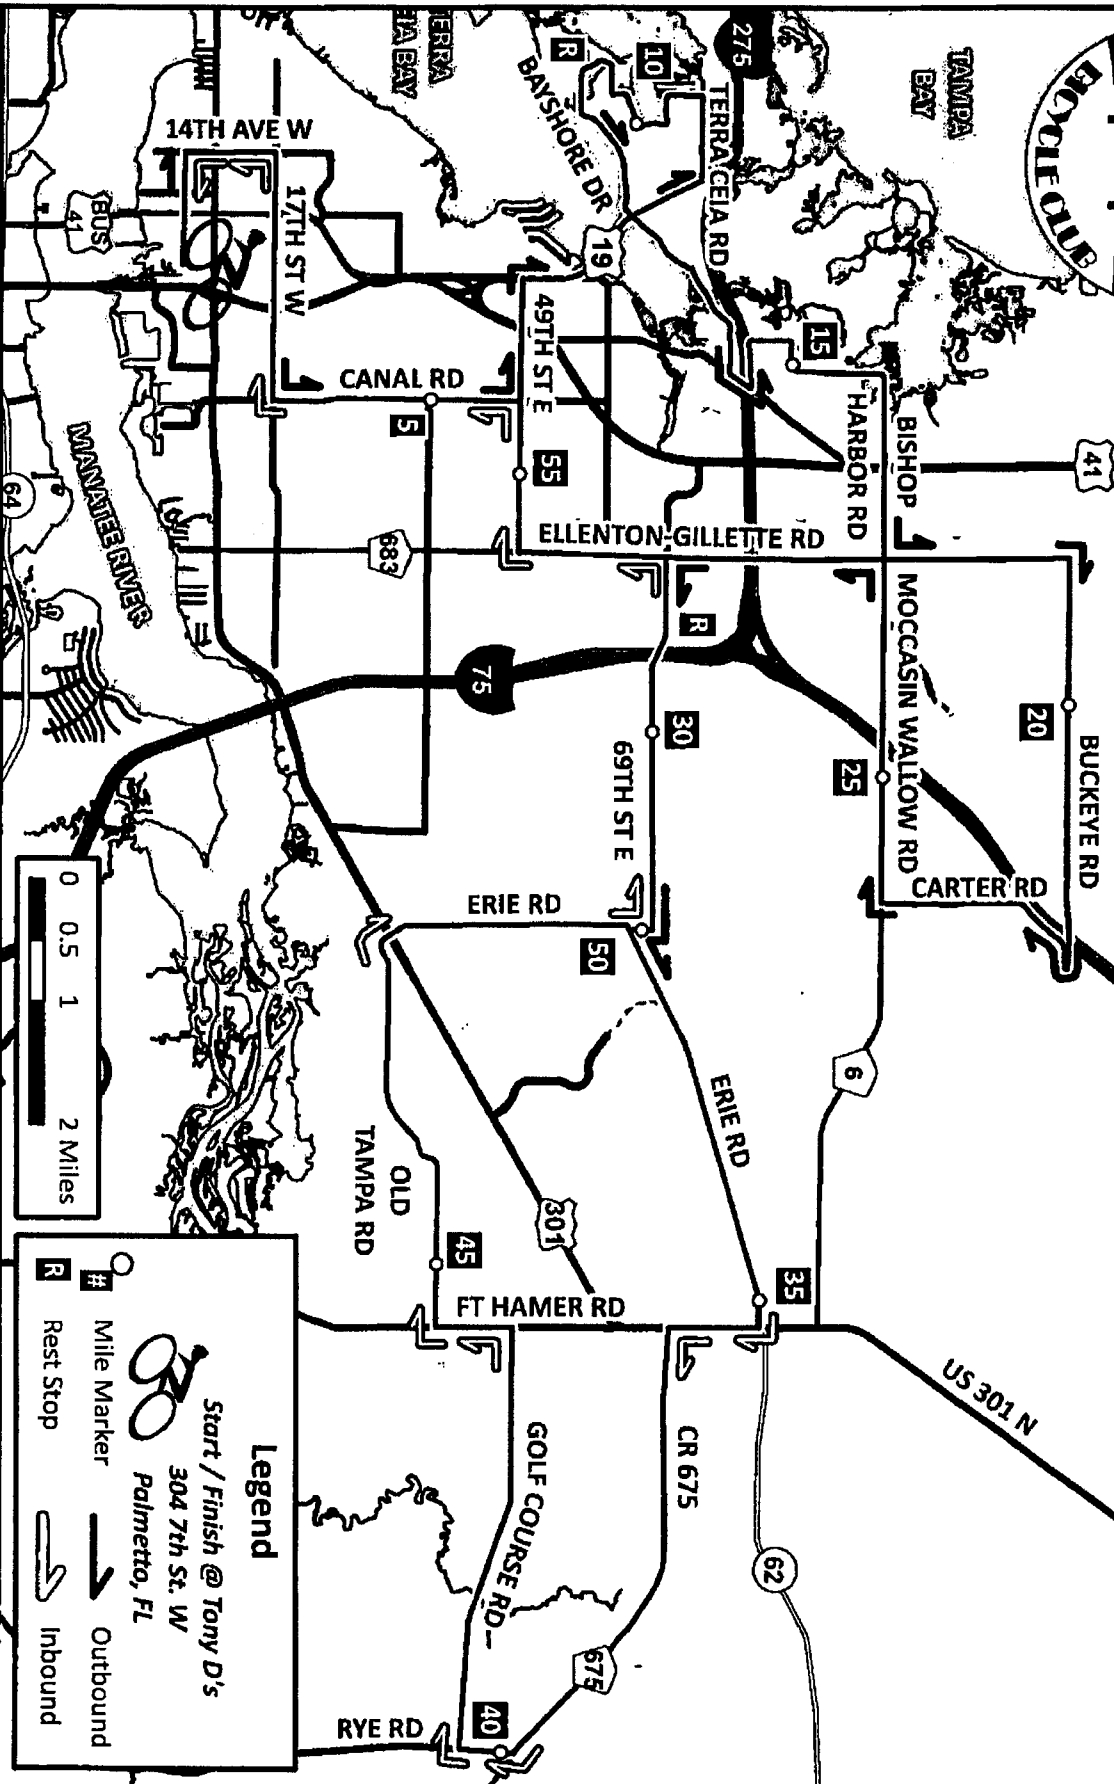 BICYCLE CLUB
TAMPA
BAY
TERRA
CEIA BAY
275
10
R
BAYSHORE DR
TERRA CEIA RD
14TH AVE W
BUS
41
17TH ST W
19
49TH ST E
15
BISHOP
HARBOR RD
41
CANAL RD
5
55
MANATEE RIVER
64
683
ELLENTON-GILLETTE RD
R
MOCCASIN WALLOW RD
75
30
69TH ST E
25
20
BUCKEYE RD
CARTER RD
ERIE RD
50
6
ERIE RD
OLD
TAMPA RD
301
45
FT HAMER RD
35
US 301 N
CR 675
GOLF COURSE RD
62
675
40
RYE RD
0 0.5 1 2 Miles
Legend
Start / Finish @ Tony D's
304 7th St. W
Palmetto, FL
# Mile Marker
R Rest Stop
Outbound
Inbound